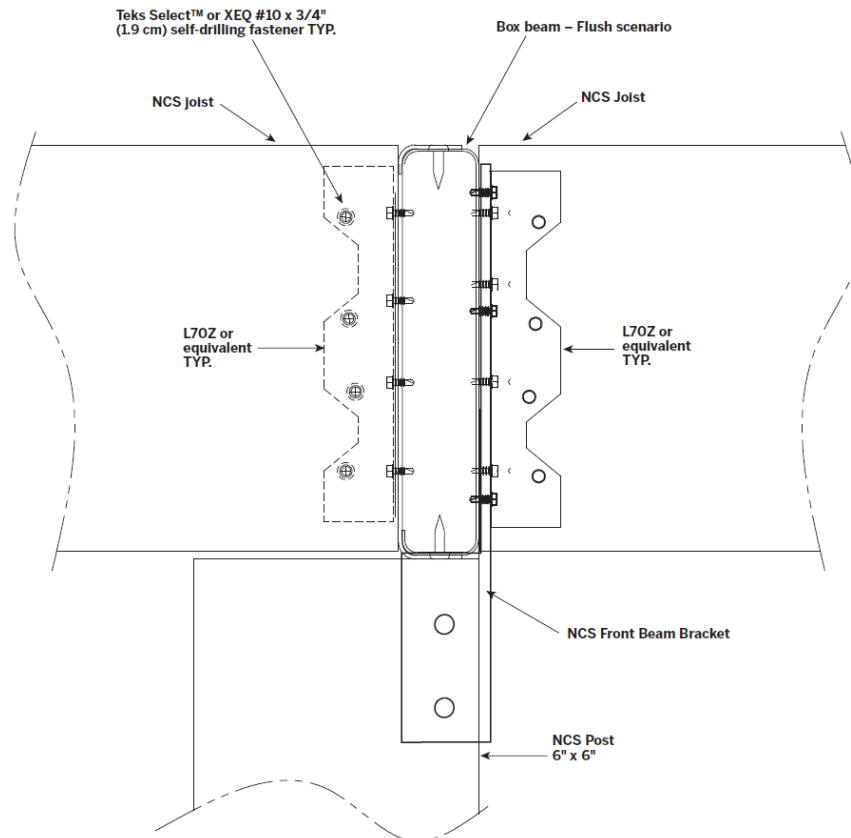 Teks Select™ or XEQ #10 x 3/4"
(1.9 cm) self-drilling fastener TYP.
Box beam – Flush scenario
NCS joist
NCS Joist
L70Z or
equivalent
TYP.
L70Z or
equivalent
TYP.
NCS Front Beam Bracket
NCS Post
6" x 6"